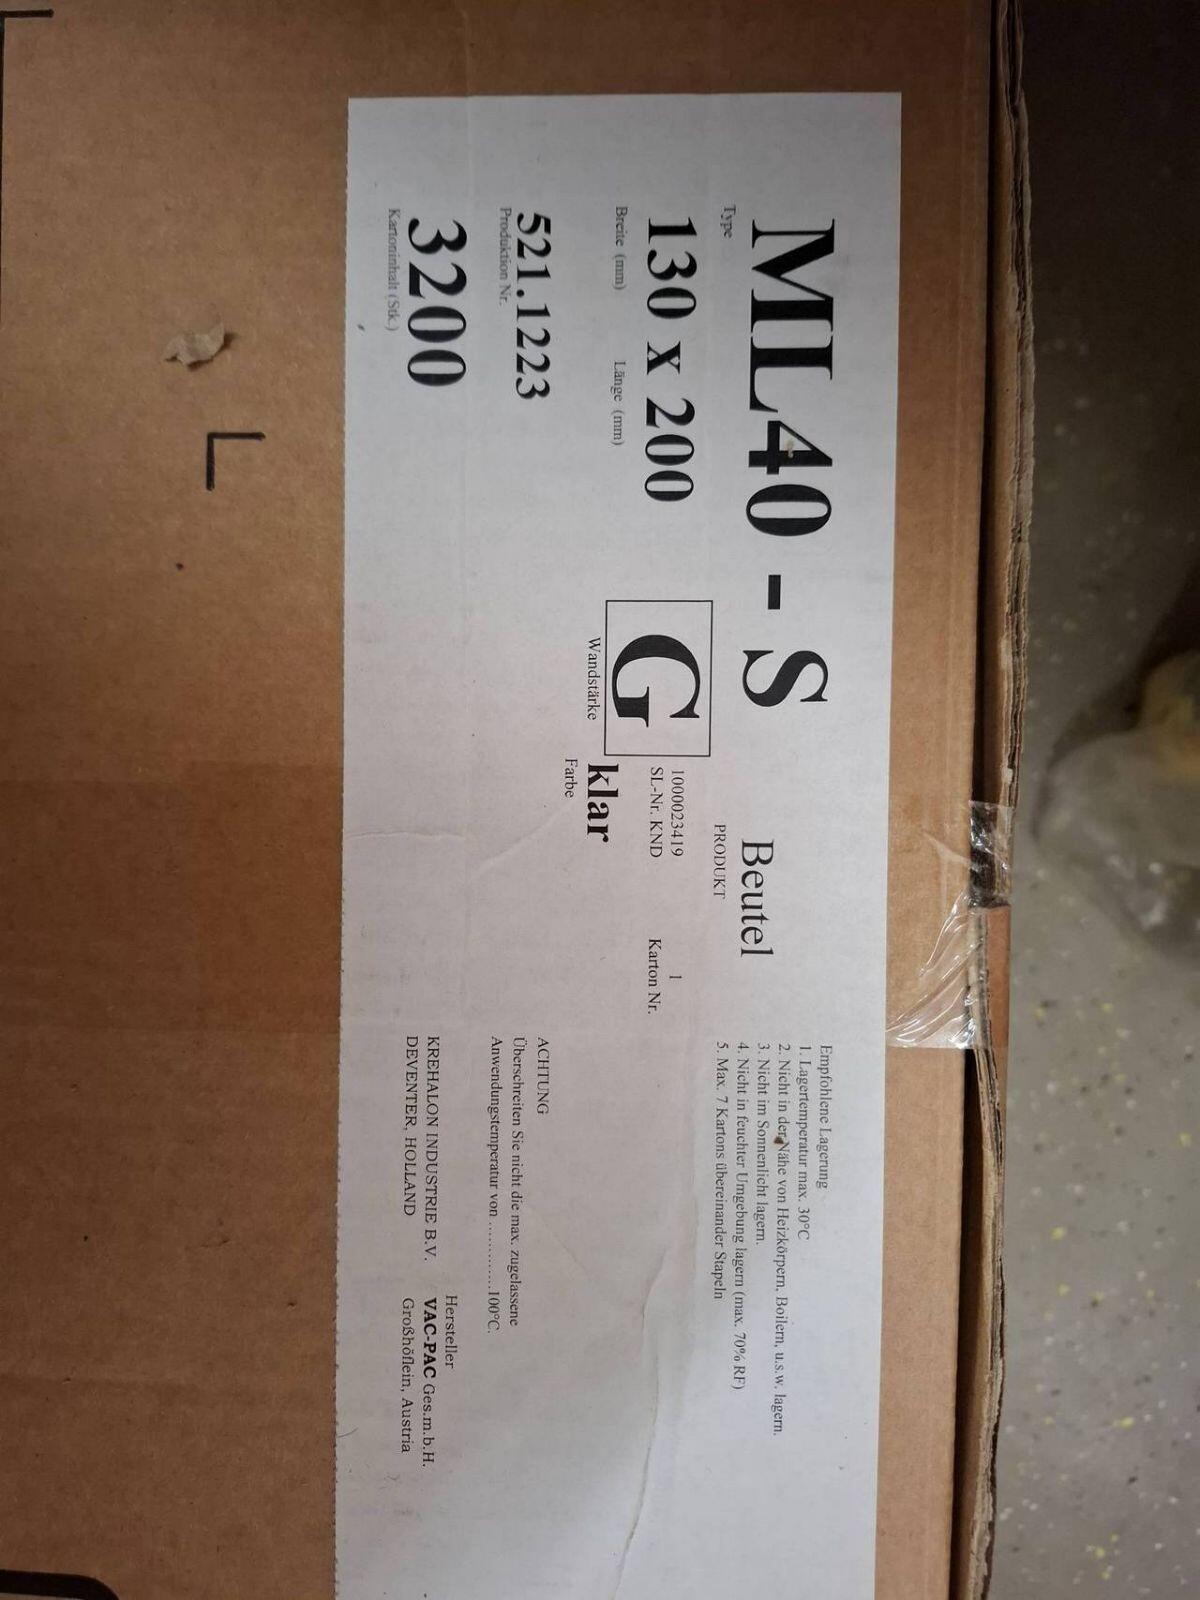 ML40 - S
Type
Beutel
PRODUKT
130 x 200
Breite (mm) Länge (mm)
G
Wandstärke
1000023419
SL-Nr. KND
1
Karton Nr.
klar
Farbe
521.1223
Produktion Nr.
3200
Kartoninhalt (Stk.)
Empfohlene Lagerung
1. Lagertemperatur max. 30°C
2. Nicht in der Nähe von Heizkörpern, Boilern, u.s.w. lagern.
3. Nicht im Sonnenlicht lagern.
4. Nicht in feuchter Umgebung lagern (max. 70% RF)
5. Max. 7 Kartons übereinander Stapeln
ACHTUNG
Überschreiten Sie nicht die max. zugelassene
Anwendungstemperatur von .............100°C.
KREHALON INDUSTRIE B.V.
DEVENTER, HOLLAND
Hersteller
VAC-PAC Ges.m.b.H.
Großhöflein, Austria